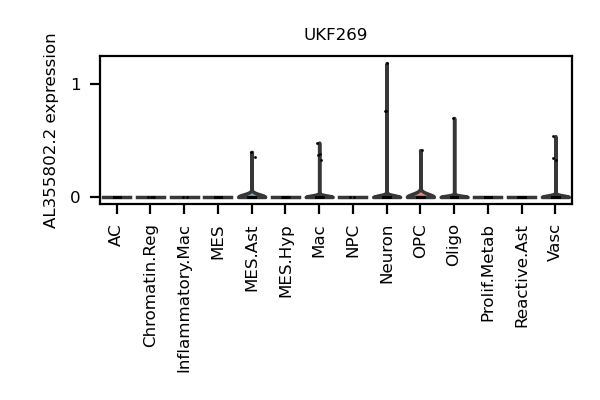 UKF269
AL355802.2 expression
1
0
AC
Chromatin.Reg
Inflammatory.Mac
MES
MES.Ast
MES.Hyp
Mac
NPC
Neuron
OPC
Oligo
Prolif.Metab
Reactive.Ast
Vasc